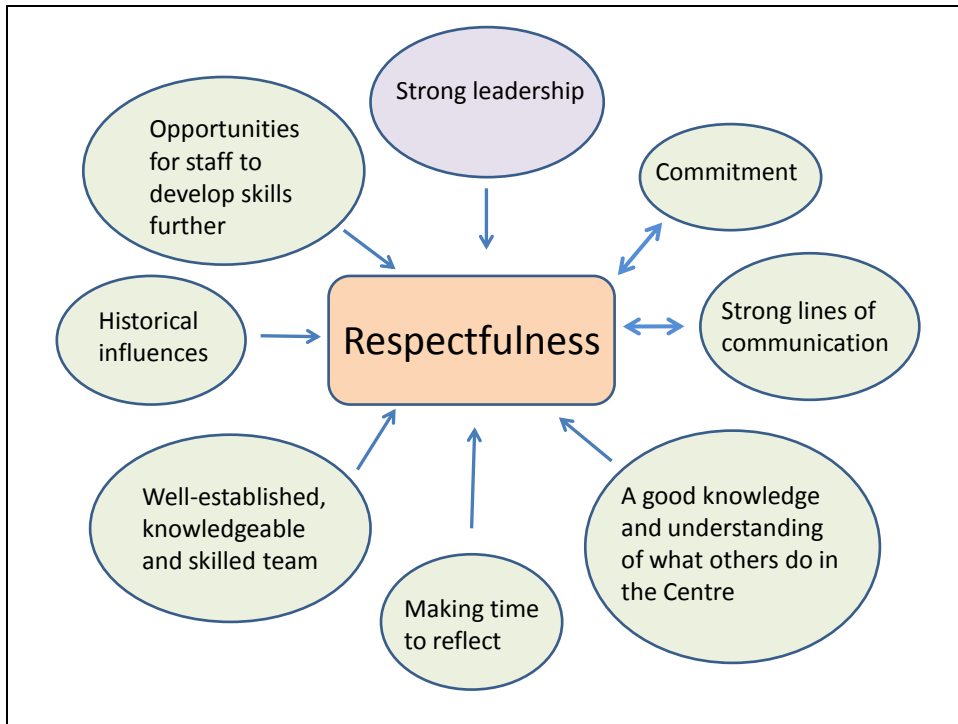 Strong leadership
Opportunities
for staff to
develop skills
further
Commitment
Historical
influences
Respectfulness
Strong lines of
communication
Well-established,
knowledgeable
and skilled team
Making time
to reflect
A good knowledge
and understanding
of what others do in
the Centre